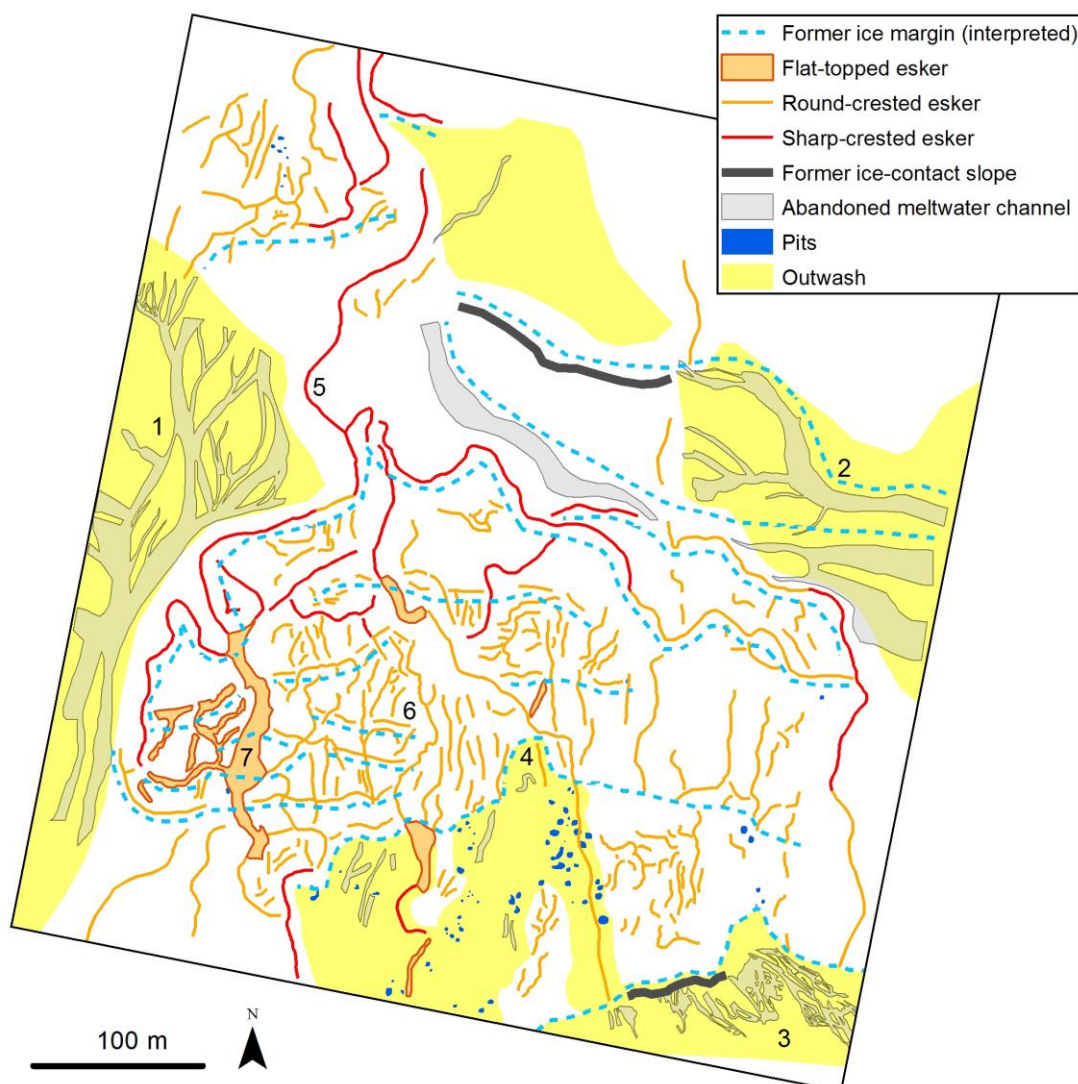 Former ice margin (interpreted)
Flat-topped esker
Round-crested esker
Sharp-crested esker
Former ice-contact slope
Abandoned meltwater channel
Pits
Outwash
5
1
2
6
4
7
100 m
N
3